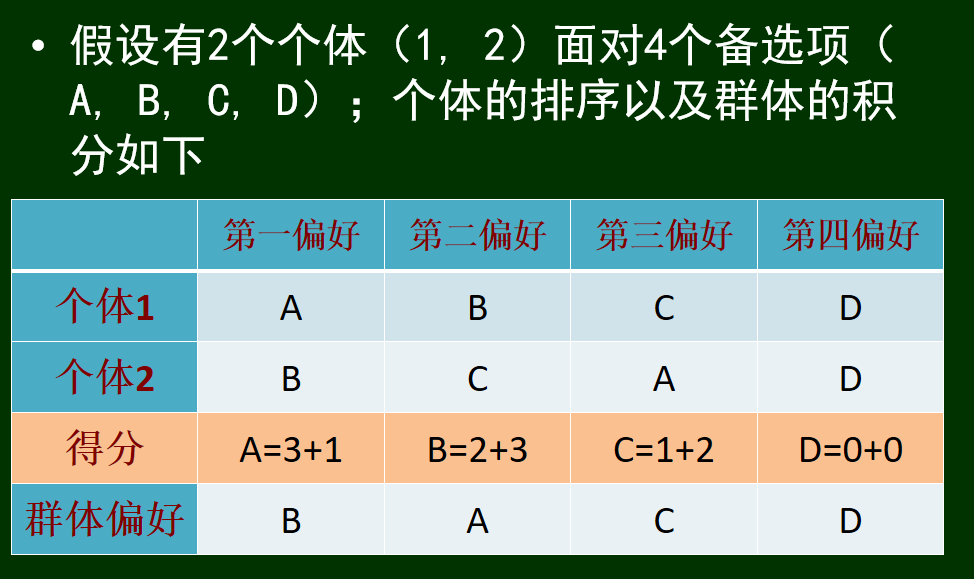 • 假设有2个个体（1, 2）面对4个备选项（
A, B, C, D）；个体的排序以及群体的积
分如下
第一偏好 第二偏好 第三偏好 第四偏好
个体1 A B C D
个体2 B C A D
得分 A=3+1 B=2+3 C=1+2 D=0+0
群体偏好 B A C D